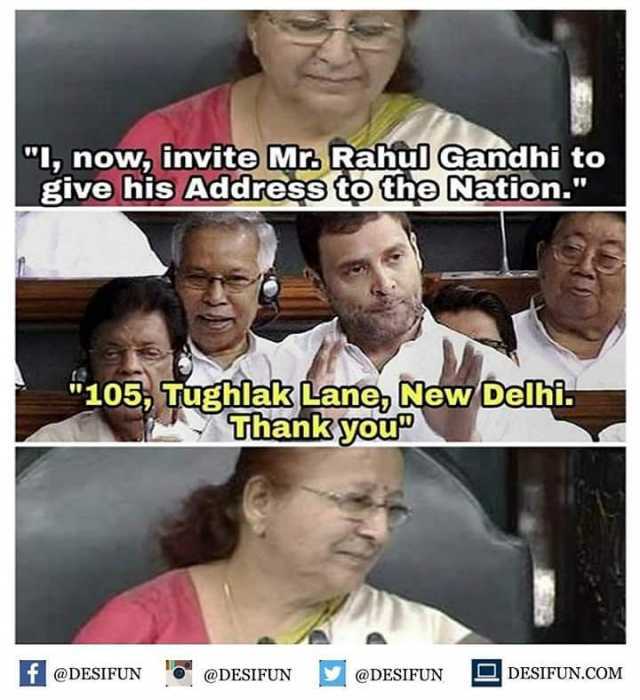 "I, now, invite Mr. Rahul Gandhi to
give his Address to the Nation."
"105, Tughlak Lane, New Delhi.
Thank you"
f @DESIFUN @DESIFUN @DESIFUN DESIFUN.COM